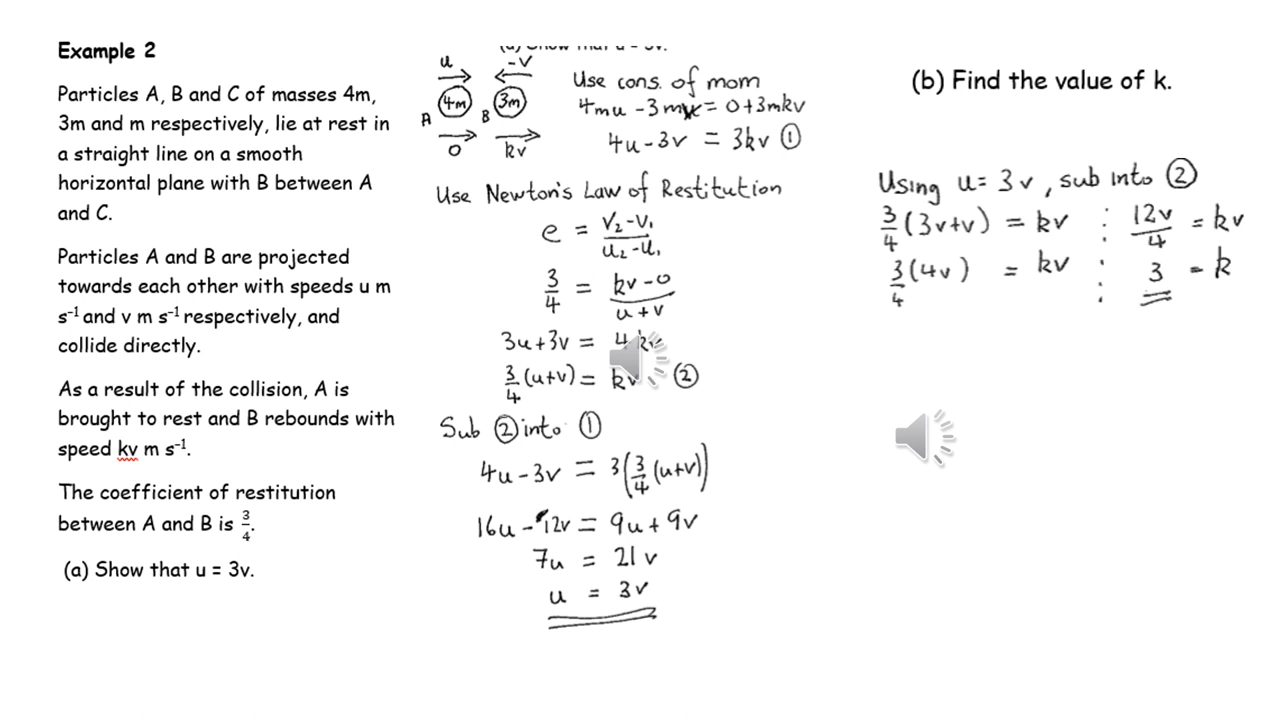 Example 2
Particles A, B and C of masses 4m,
3m and m respectively, lie at rest in
a straight line on a smooth
horizontal plane with B between A
and C.
Particles A and B are projected
towards each other with speeds u m
s⁻¹ and v m s⁻¹ respectively, and
collide directly.
As a result of the collision, A is
brought to rest and B rebounds with
speed kv m s⁻¹.
The coefficient of restitution
between A and B is 3/4.
(a) Show that u = 3v.
(a) Show that u = 3v.
u -v
A 4m B 3m
0 kv
Use cons. of mom
4mu - 3mv = 0 + 3mkv
4u - 3v = 3kv ①
Use Newton's Law of Restitution
e = (V₂ - V₁)/(U₂ - U₁)
3/4 = (kv - 0)/(u + v)
3u + 3v = 4kv
3/4 (u+v) = kv ②
Sub ② into ①
4u - 3v = 3(3/4 (u+v))
16u - 12v = 9u + 9v
7u = 21v
u = 3v
(b) Find the value of k.
Using u = 3v, sub into ②
3/4 (3v+v) = kv : 12v/4 = kv
3/4 (4v) = kv : 3 = k